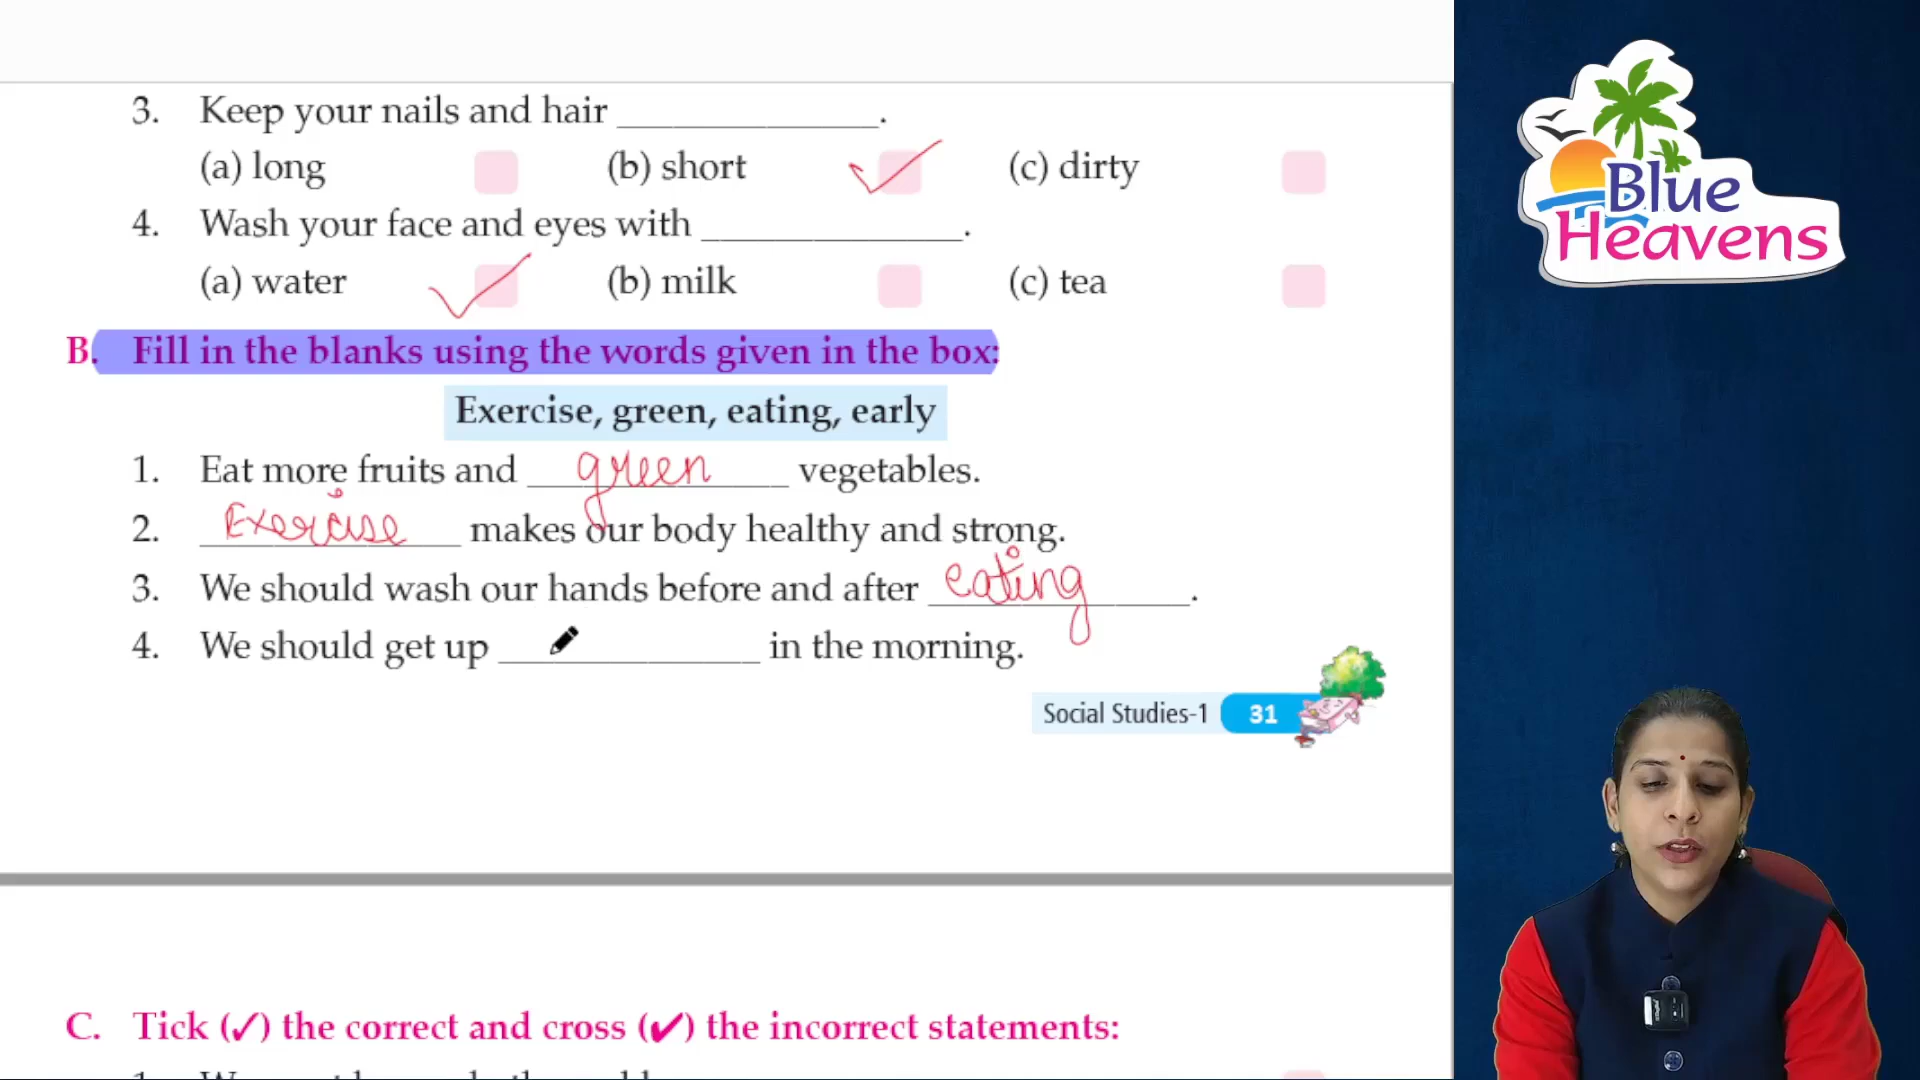 3. Keep your nails and hair ______________.
(a) long (b) short ✓ (c) dirty
4. Wash your face and eyes with ______________.
(a) water ✓ (b) milk (c) tea
B. Fill in the blanks using the words given in the box:
Exercise, green, eating, early
1. Eat more fruits and green vegetables.
2. Exercise makes our body healthy and strong.
3. We should wash our hands before and after eating.
4. We should get up ______________ in the morning.
Social Studies-1 31
C. Tick (✓) the correct and cross (✔) the incorrect statements:
Blue
Heavens